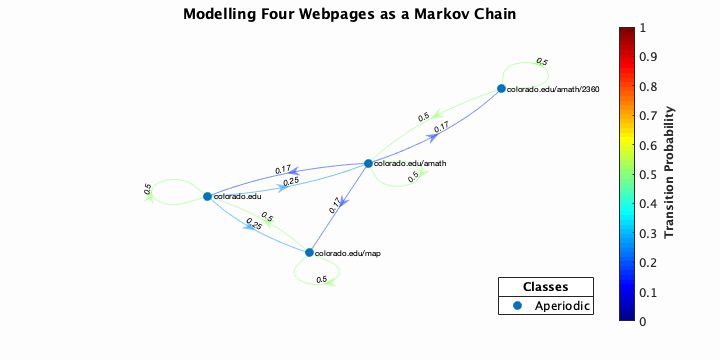 Modelling Four Webpages as a Markov Chain
0.5
colorado.edu/amath/2360
0.5
0.17
colorado.edu/amath
0.17
0.25
0.5
0.5
colorado.edu
0.17
0.5
0.25
colorado.edu/map
0.5
Classes
Aperiodic
1
0.9
0.8
0.7
0.6
0.5
0.4
0.3
0.2
0.1
0
Transition Probability